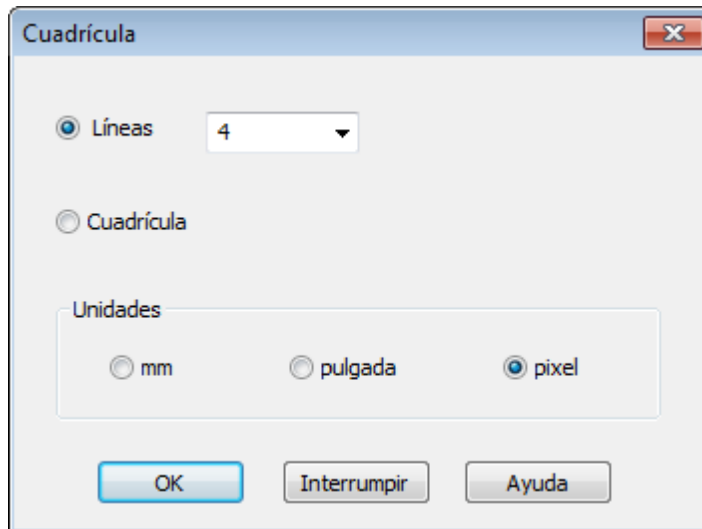 Cuadrícula
Líneas 4
Cuadrícula
Unidades
mm pulgada pixel
OK Interrumpir Ayuda